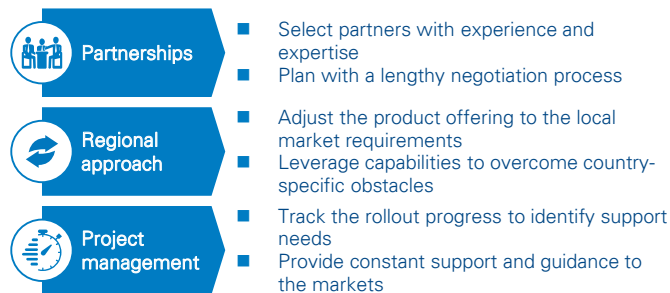 Partnerships
■ Select partners with experience and
expertise
■ Plan with a lengthy negotiation process
Regional
approach
■ Adjust the product offering to the local
market requirements
■ Leverage capabilities to overcome country-
specific obstacles
Project
management
■ Track the rollout progress to identify support
needs
■ Provide constant support and guidance to
the markets